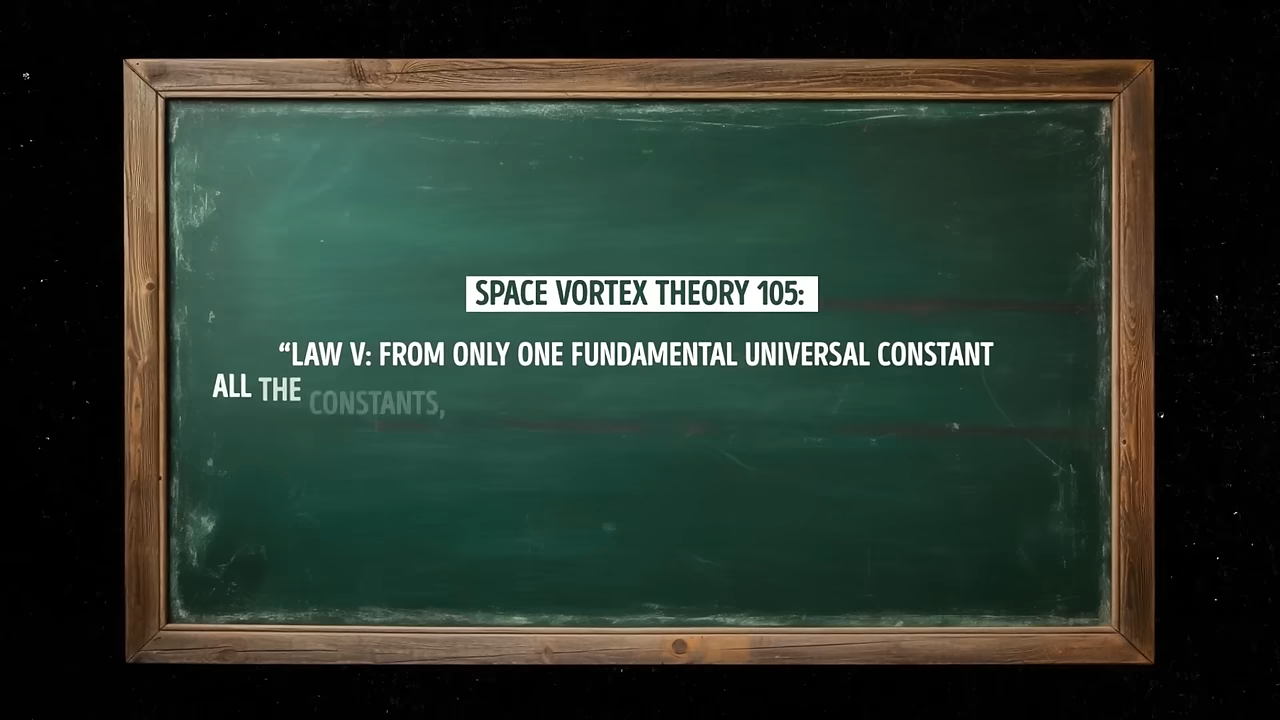 SPACE VORTEX THEORY 105:
“LAW V: FROM ONLY ONE FUNDAMENTAL UNIVERSAL CONSTANT
ALL THE CONSTANTS,